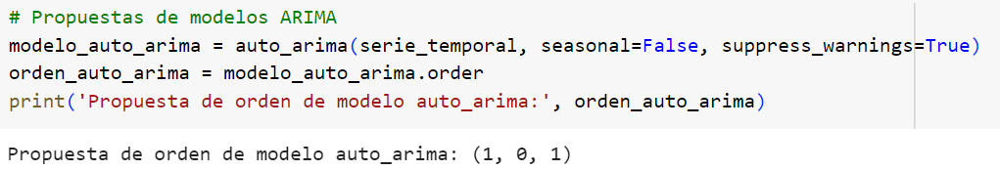 # Propuestas de modelos ARIMA
modelo_auto_arima = auto_arima(serie_temporal, seasonal=False, suppress_warnings=True)
orden_auto_arima = modelo_auto_arima.order
print('Propuesta de orden de modelo auto_arima:', orden_auto_arima)
Propuesta de orden de modelo auto_arima: (1, 0, 1)